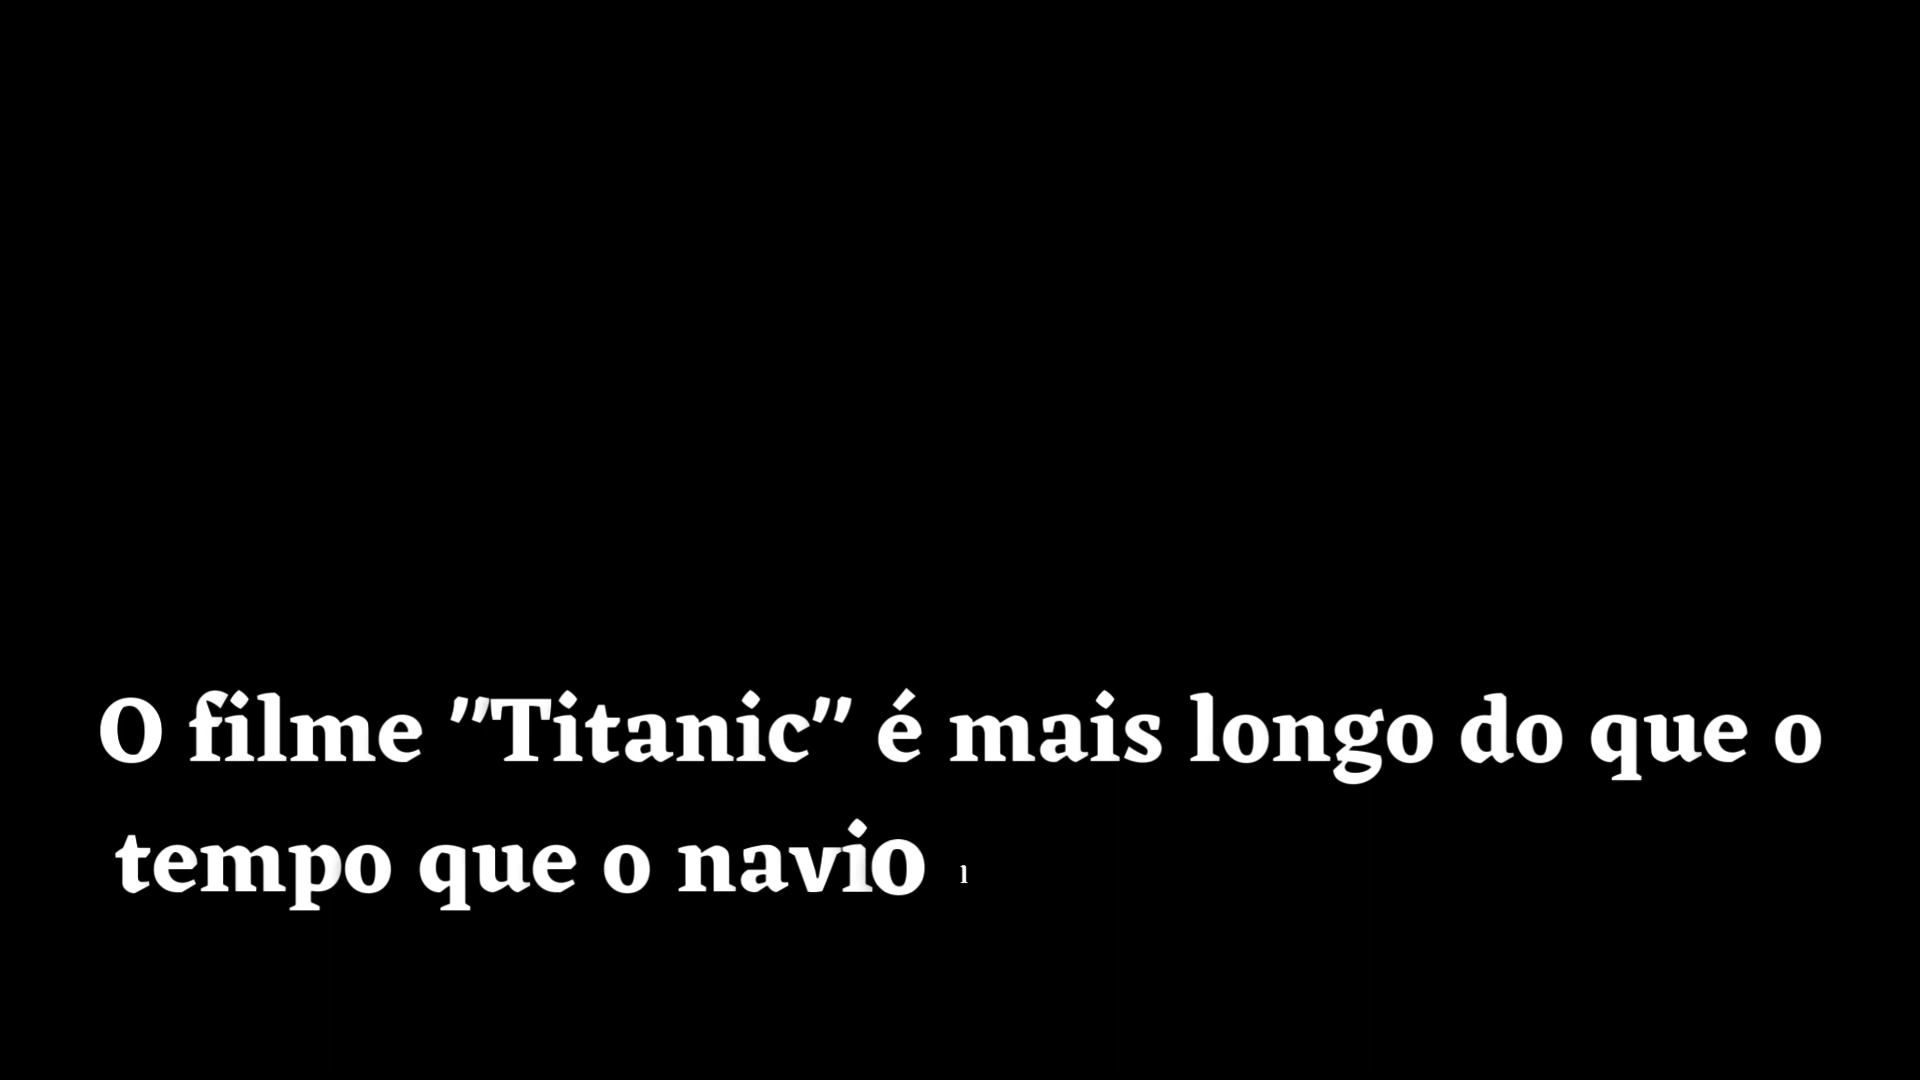 O filme "Titanic" é mais longo do que o
tempo que o navio